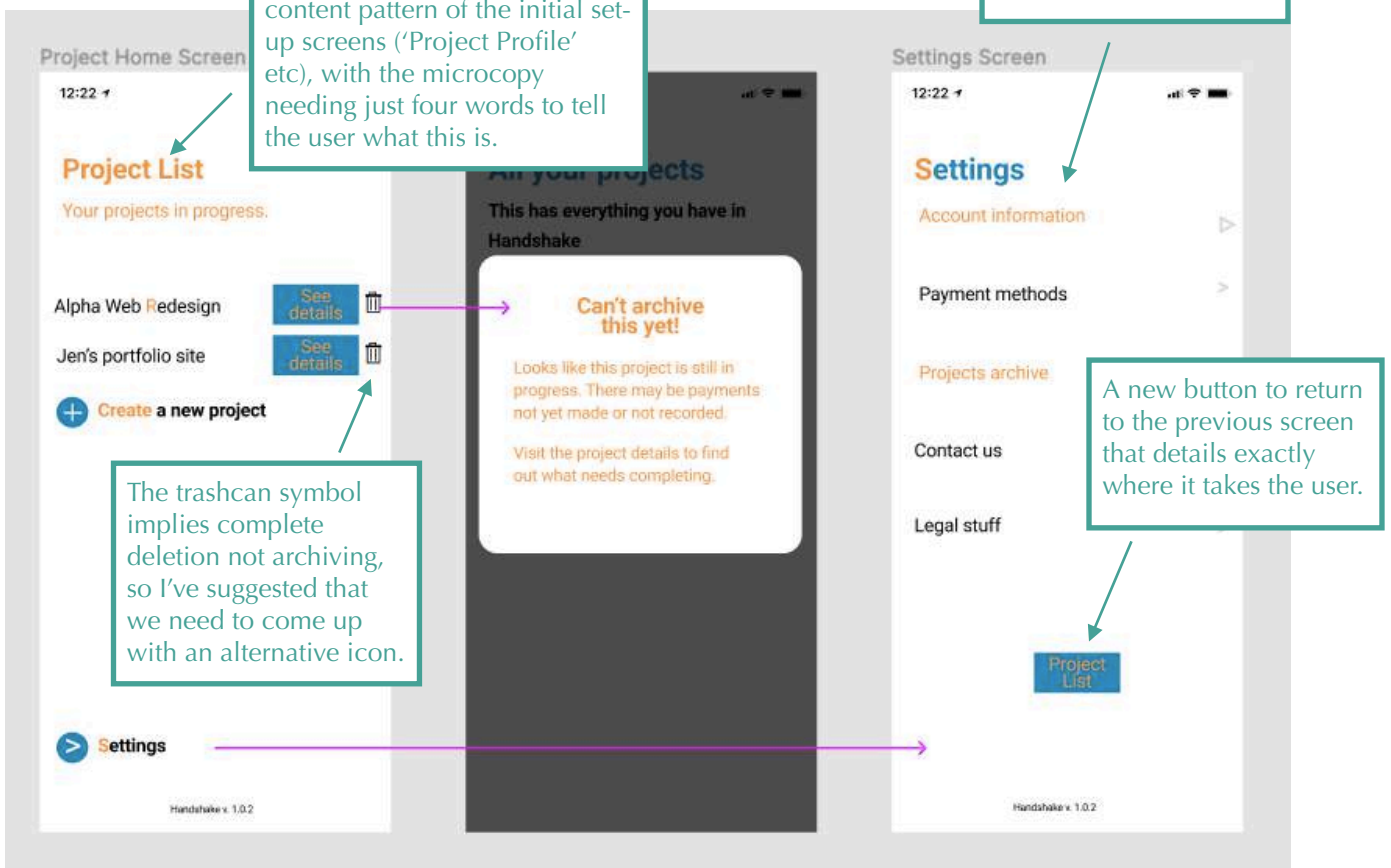 content pattern of the initial set-
up screens (‘Project Profile’
etc), with the microcopy
needing just four words to tell
the user what this is.
Project Home Screen
12:22
Project List
Your projects in progress.
Alpha Web Redesign
See
details
Jen's portfolio site
See
details
Create a new project
The trashcan symbol
implies complete
deletion not archiving,
so I’ve suggested that
we need to come up
with an alternative icon.
> Settings
Handshake v. 1.0.2
All your projects
This has everything you have in
Handshake
Can't archive
this yet!
Looks like this project is still in
progress. There may be payments
not yet made or not recorded.
Visit the project details to find
out what needs completing.
Settings Screen
12:22
Settings
Account information
Payment methods >
Projects archive
Contact us
Legal stuff
A new button to return
to the previous screen
that details exactly
where it takes the user.
Project
List
Handshake v. 1.0.2